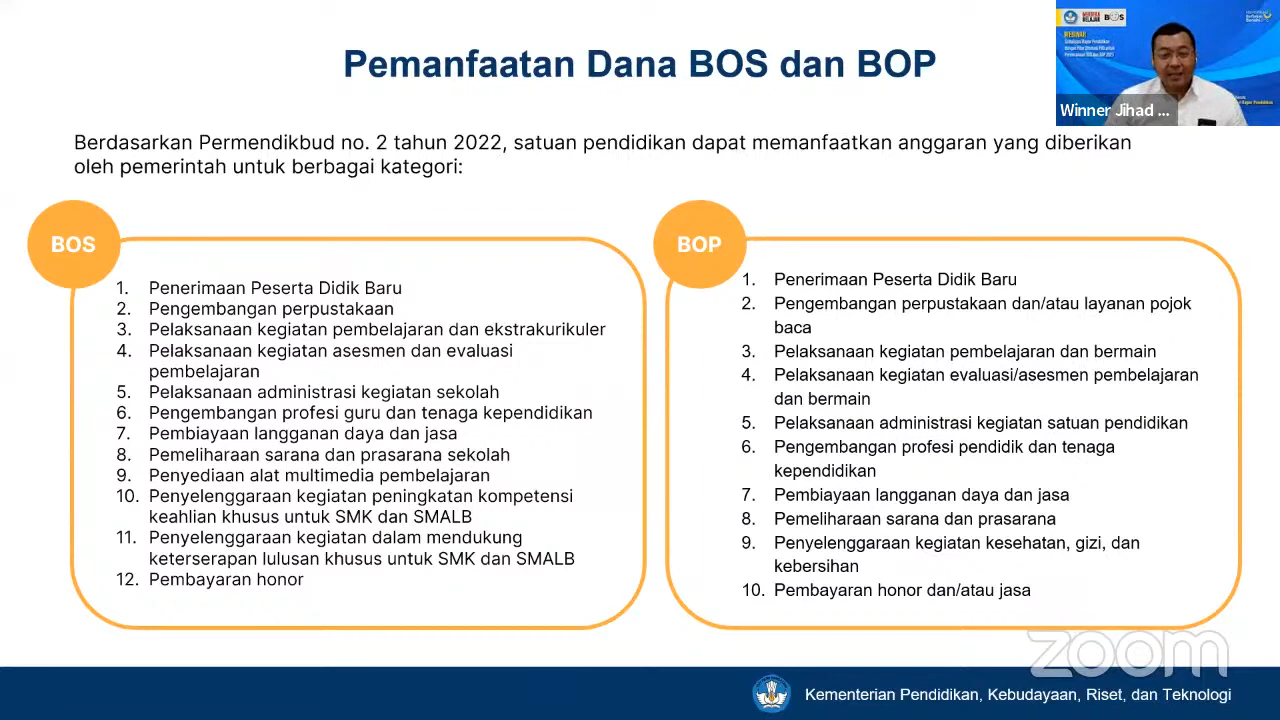 Pemanfaatan Dana BOS dan BOP
WEBINAR
Winner Jihad ...
Berdasarkan Permendikbud no. 2 tahun 2022, satuan pendidikan dapat memanfaatkan anggaran yang diberikan
oleh pemerintah untuk berbagai kategori:
BOS
1. Penerimaan Peserta Didik Baru
2. Pengembangan perpustakaan
3. Pelaksanaan kegiatan pembelajaran dan ekstrakurikuler
4. Pelaksanaan kegiatan asesmen dan evaluasi
pembelajaran
5. Pelaksanaan administrasi kegiatan sekolah
6. Pengembangan profesi guru dan tenaga kependidikan
7. Pembiayaan langganan daya dan jasa
8. Pemeliharaan sarana dan prasarana sekolah
9. Penyediaan alat multimedia pembelajaran
10. Penyelenggaraan kegiatan peningkatan kompetensi
keahlian khusus untuk SMK dan SMALB
11. Penyelenggaraan kegiatan dalam mendukung
keterserapan lulusan khusus untuk SMK dan SMALB
12. Pembayaran honor
BOP
1. Penerimaan Peserta Didik Baru
2. Pengembangan perpustakaan dan/atau layanan pojok
baca
3. Pelaksanaan kegiatan pembelajaran dan bermain
4. Pelaksanaan kegiatan evaluasi/asesmen pembelajaran
dan bermain
5. Pelaksanaan administrasi kegiatan satuan pendidikan
6. Pengembangan profesi pendidik dan tenaga
kependidikan
7. Pembiayaan langganan daya dan jasa
8. Pemeliharaan sarana dan prasarana
9. Penyelenggaraan kegiatan kesehatan, gizi, dan
kebersihan
10. Pembayaran honor dan/atau jasa
zoom
Kementerian Pendidikan, Kebudayaan, Riset, dan Teknologi